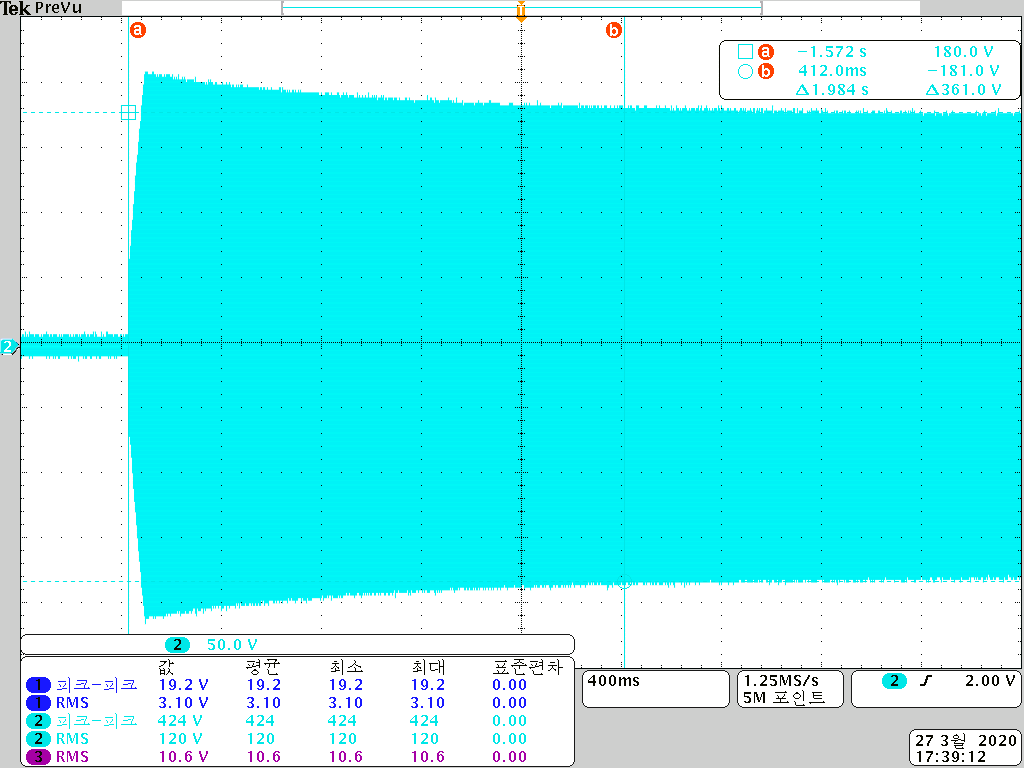 Tek PreVu
T
a
b
a −1.572 s 180.0 V
b 412.0ms −181.0 V
Δ1.984 s Δ361.0 V
2
2 50.0 V
값 평균 최소 최대 표준편차
1 피크-피크 19.2 V 19.2 19.2 19.2 0.00
1 RMS 3.10 V 3.10 3.10 3.10 0.00
2 피크-피크 424 V 424 424 424 0.00
2 RMS 120 V 120 120 120 0.00
3 RMS 10.6 V 10.6 10.6 10.6 0.00
400ms
1.25MS/s
5M 포인트
2 2.00 V
27 3월 2020
17:39:12